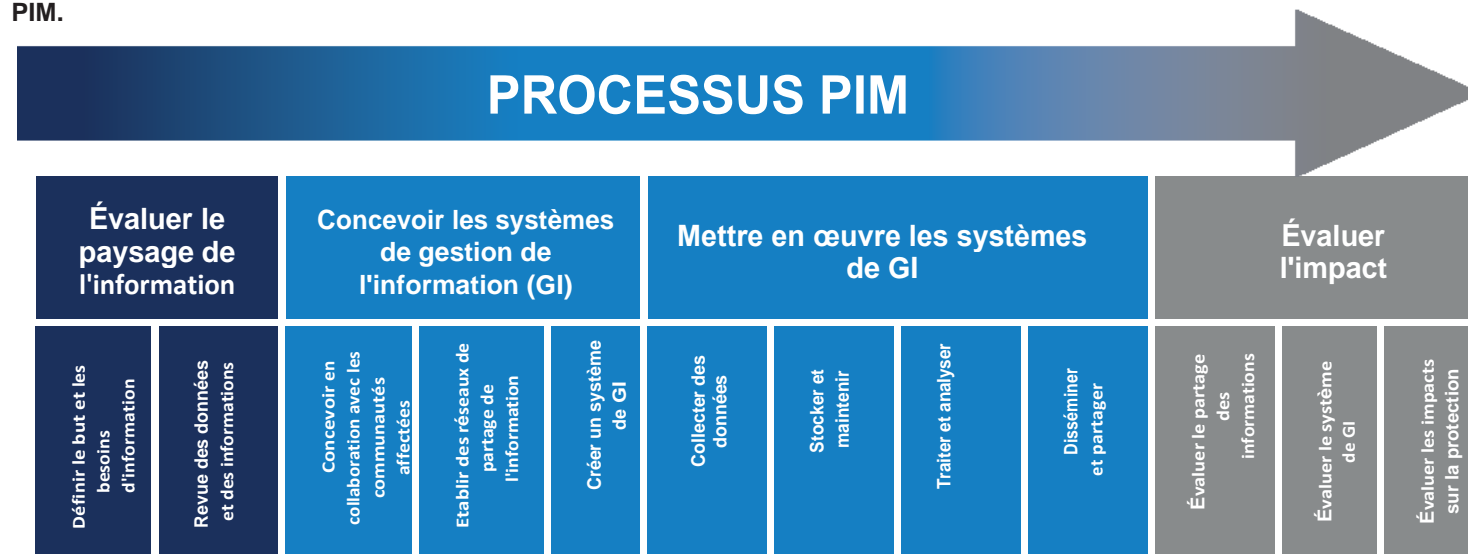 PIM.
PROCESSUS PIM
Évaluer le
paysage de
l'information
Concevoir les systèmes
de gestion de
l'information (GI)
Mettre en œuvre les systèmes
de GI
Évaluer
l'impact
Définir le but et les
besoins
d'information
Revue des données
et des informations
Concevoir en
collaboration avec les
communautés
affectées
Etablir des réseaux de
partage de
l'information
Créer un système
de GI
Collecter des
données
Stocker et
maintenir
Traiter et analyser
Disséminer
et partager
Évaluer le partage
des
informations
Évaluer le système
de GI
Évaluer les impacts
sur la protection